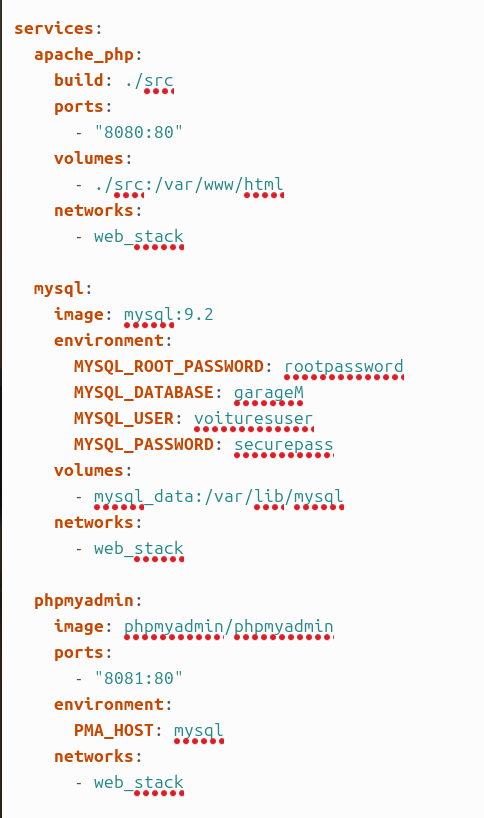 services:
  apache_php:
    build: ./src
    ports:
      - "8080:80"
    volumes:
      - ./src:/var/www/html
    networks:
      - web_stack

  mysql:
    image: mysql:9.2
    environment:
      MYSQL_ROOT_PASSWORD: rootpassword
      MYSQL_DATABASE: garageM
      MYSQL_USER: voituresuser
      MYSQL_PASSWORD: securepass
    volumes:
      - mysql_data:/var/lib/mysql
    networks:
      - web_stack

  phpmyadmin:
    image: phpmyadmin/phpmyadmin
    ports:
      - "8081:80"
    environment:
      PMA_HOST: mysql
    networks:
      - web_stack